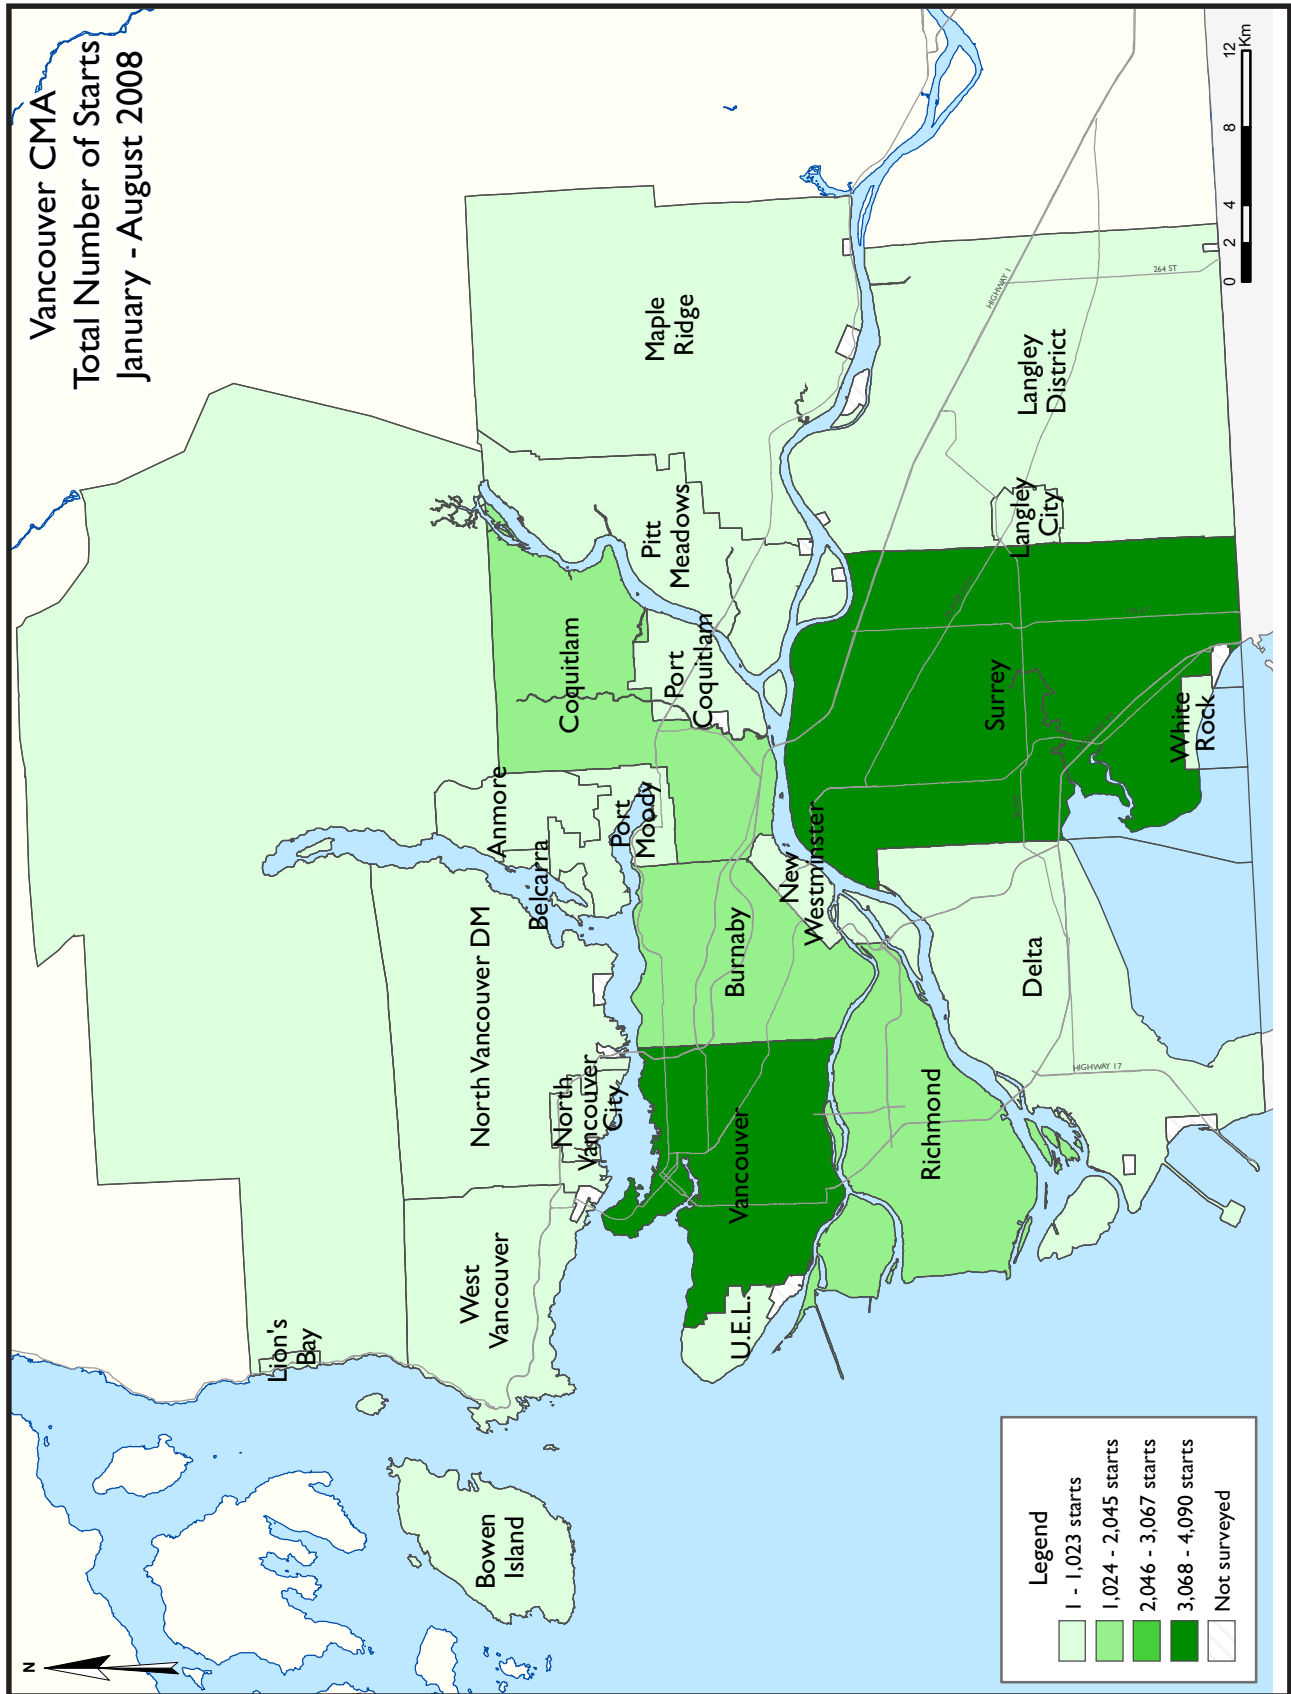 Vancouver CMA
Total Number of Starts
January - August 2008
N
Lion's
Bay
Bowen
Island
West
Vancouver
North Vancouver DM
North
Vancouver
City
Belcarra
Anmore
Port
Moody
Coquitlam
Port
Coquitlam
Pitt
Meadows
Maple
Ridge
U.E.L.
Vancouver
Burnaby
New
Westminster
Richmond
Delta
Surrey
White
Rock
Langley
City
Langley
District
HIGHWAY 1
264 ST
HIGHWAY 17
Legend
1 - 1,023 starts
1,024 - 2,045 starts
2,046 - 3,067 starts
3,068 - 4,090 starts
Not surveyed
0 2 4 8 12
Km